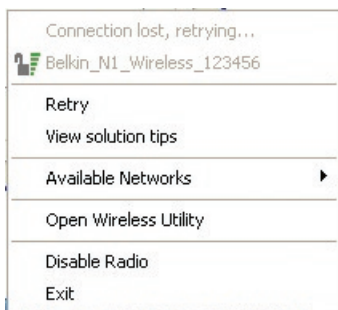 Connection lost, retrying...
Belkin_N1_Wireless_123456
Retry
View solution tips
Available Networks
Open Wireless Utility
Disable Radio
Exit